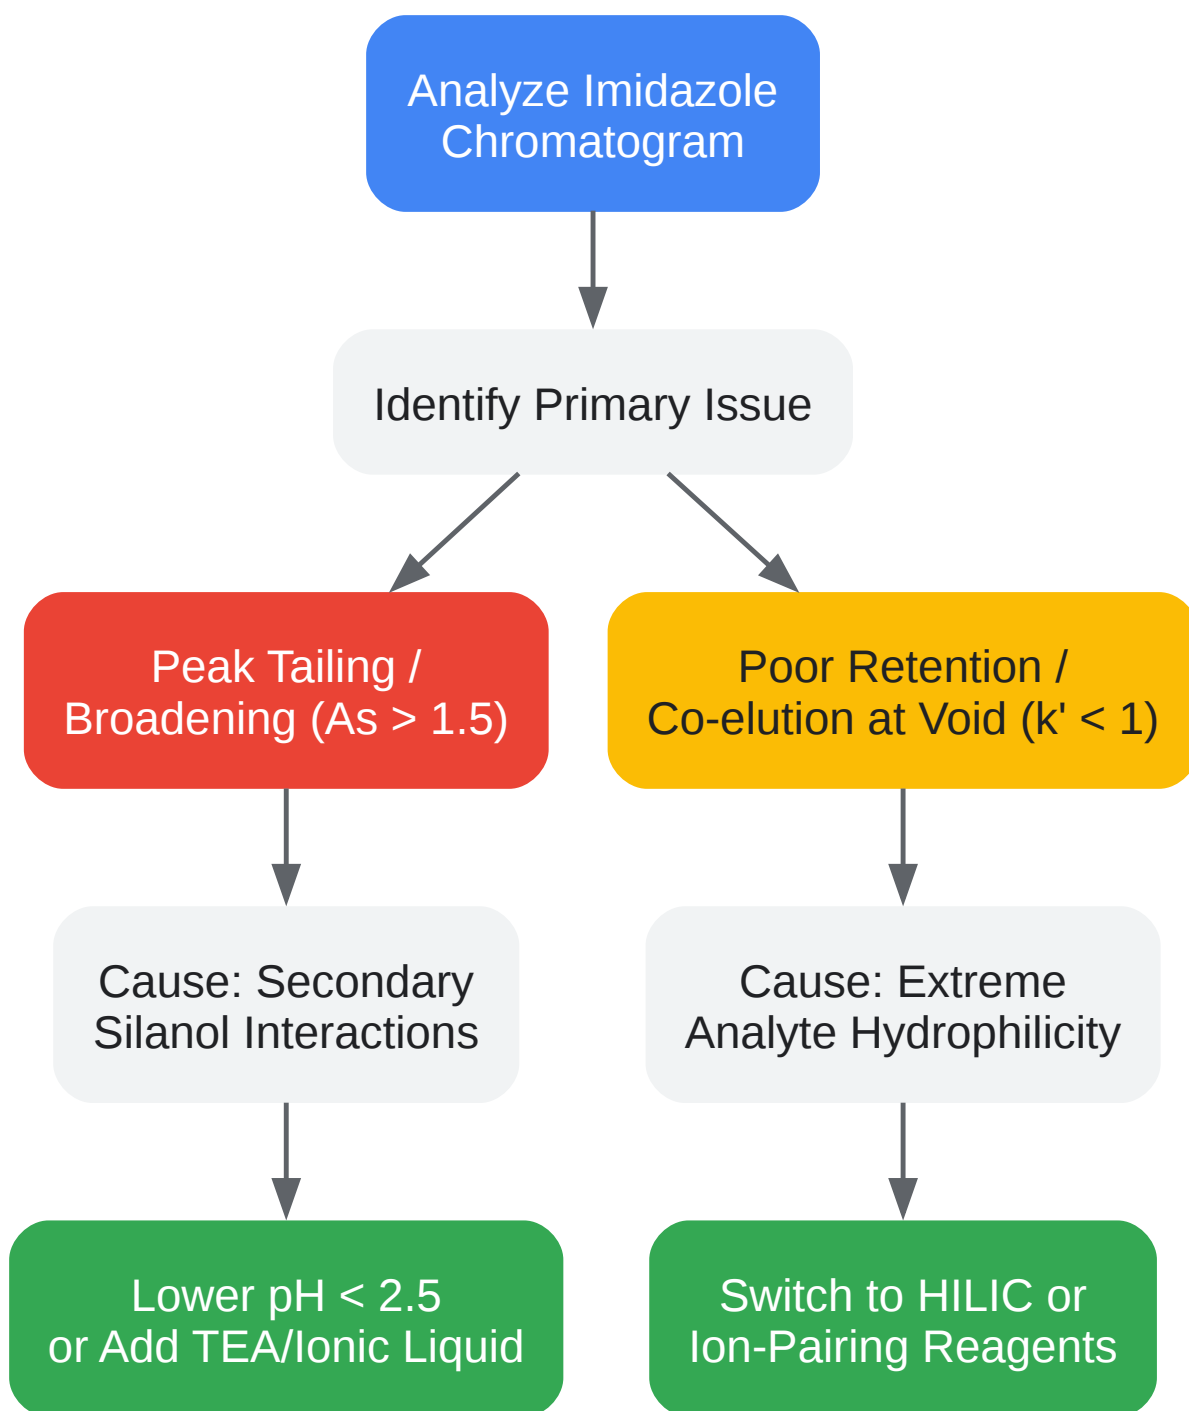 Analyze Imidazole
Chromatogram
Identify Primary Issue
Peak Tailing /
Broadening (As > 1.5)
Poor Retention /
Co-elution at Void (k' < 1)
Cause: Secondary
Silanol Interactions
Cause: Extreme
Analyte Hydrophilicity
Lower pH < 2.5
or Add TEA/Ionic Liquid
Switch to HILIC or
Ion-Pairing Reagents